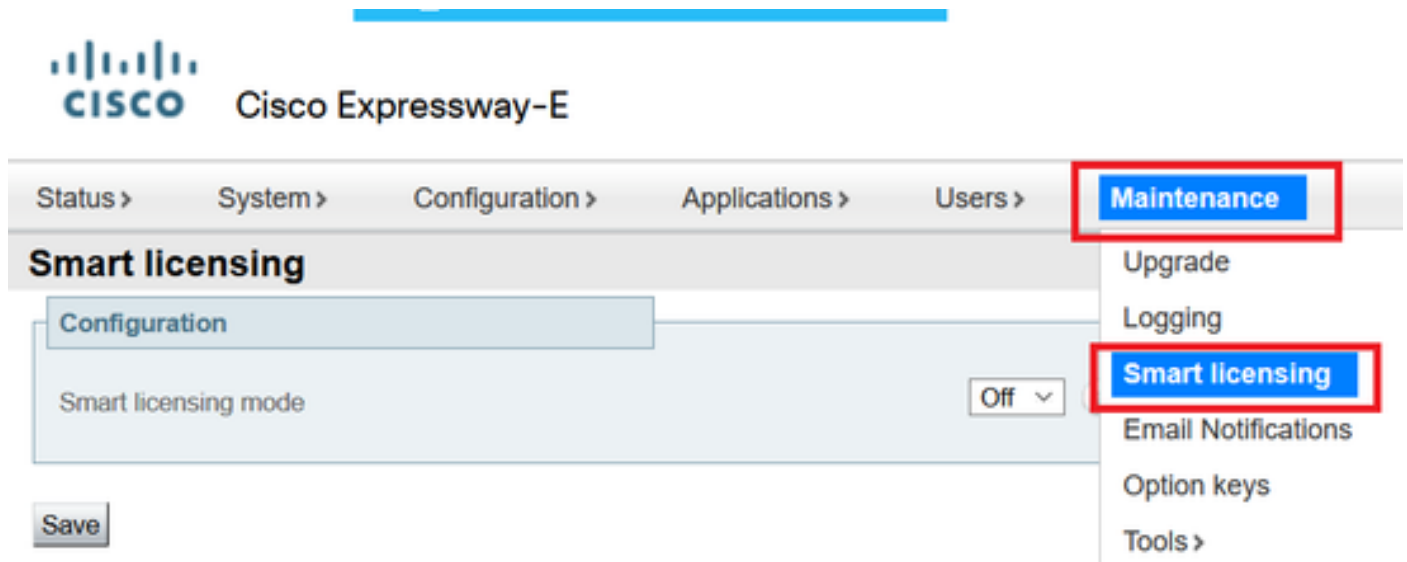 CISCO Cisco Expressway-E
Status› System› Configuration› Applications› Users› Maintenance
Smart licensing
Upgrade
Configuration
Logging
Smart licensing mode Off
Smart licensing
Email Notifications
Option keys
Save
Tools›